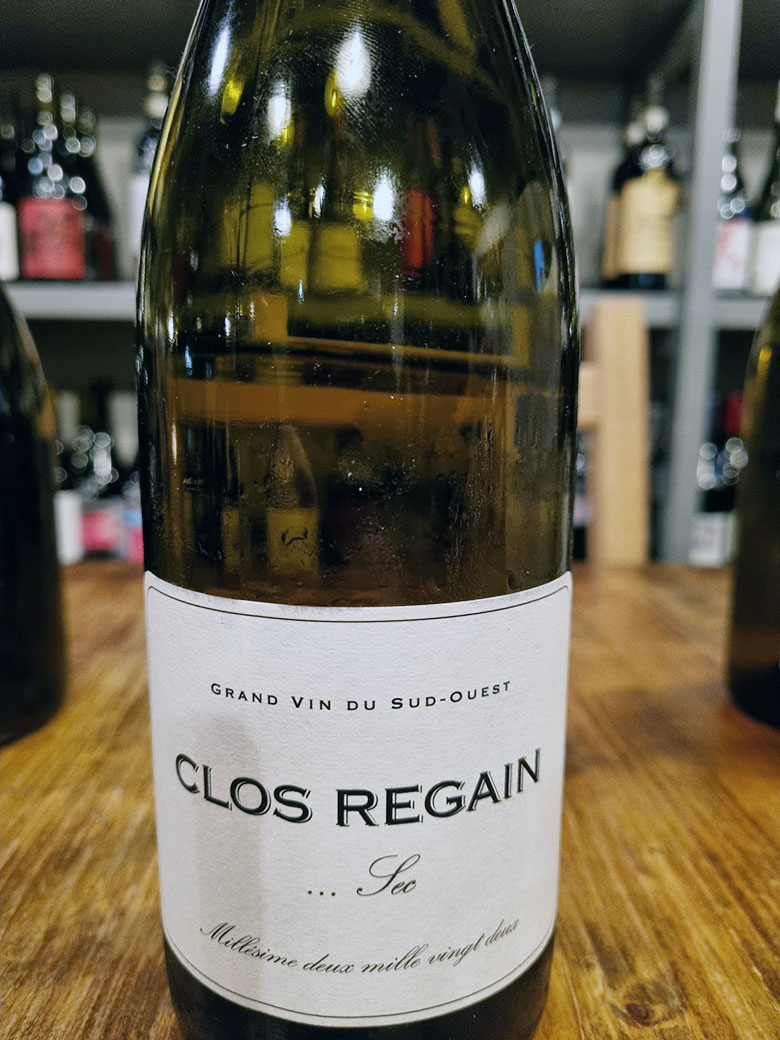 GRAND VIN DU SUD-OUEST
CLOS REGAIN
... Sec
Millésime deux mille vingt deux